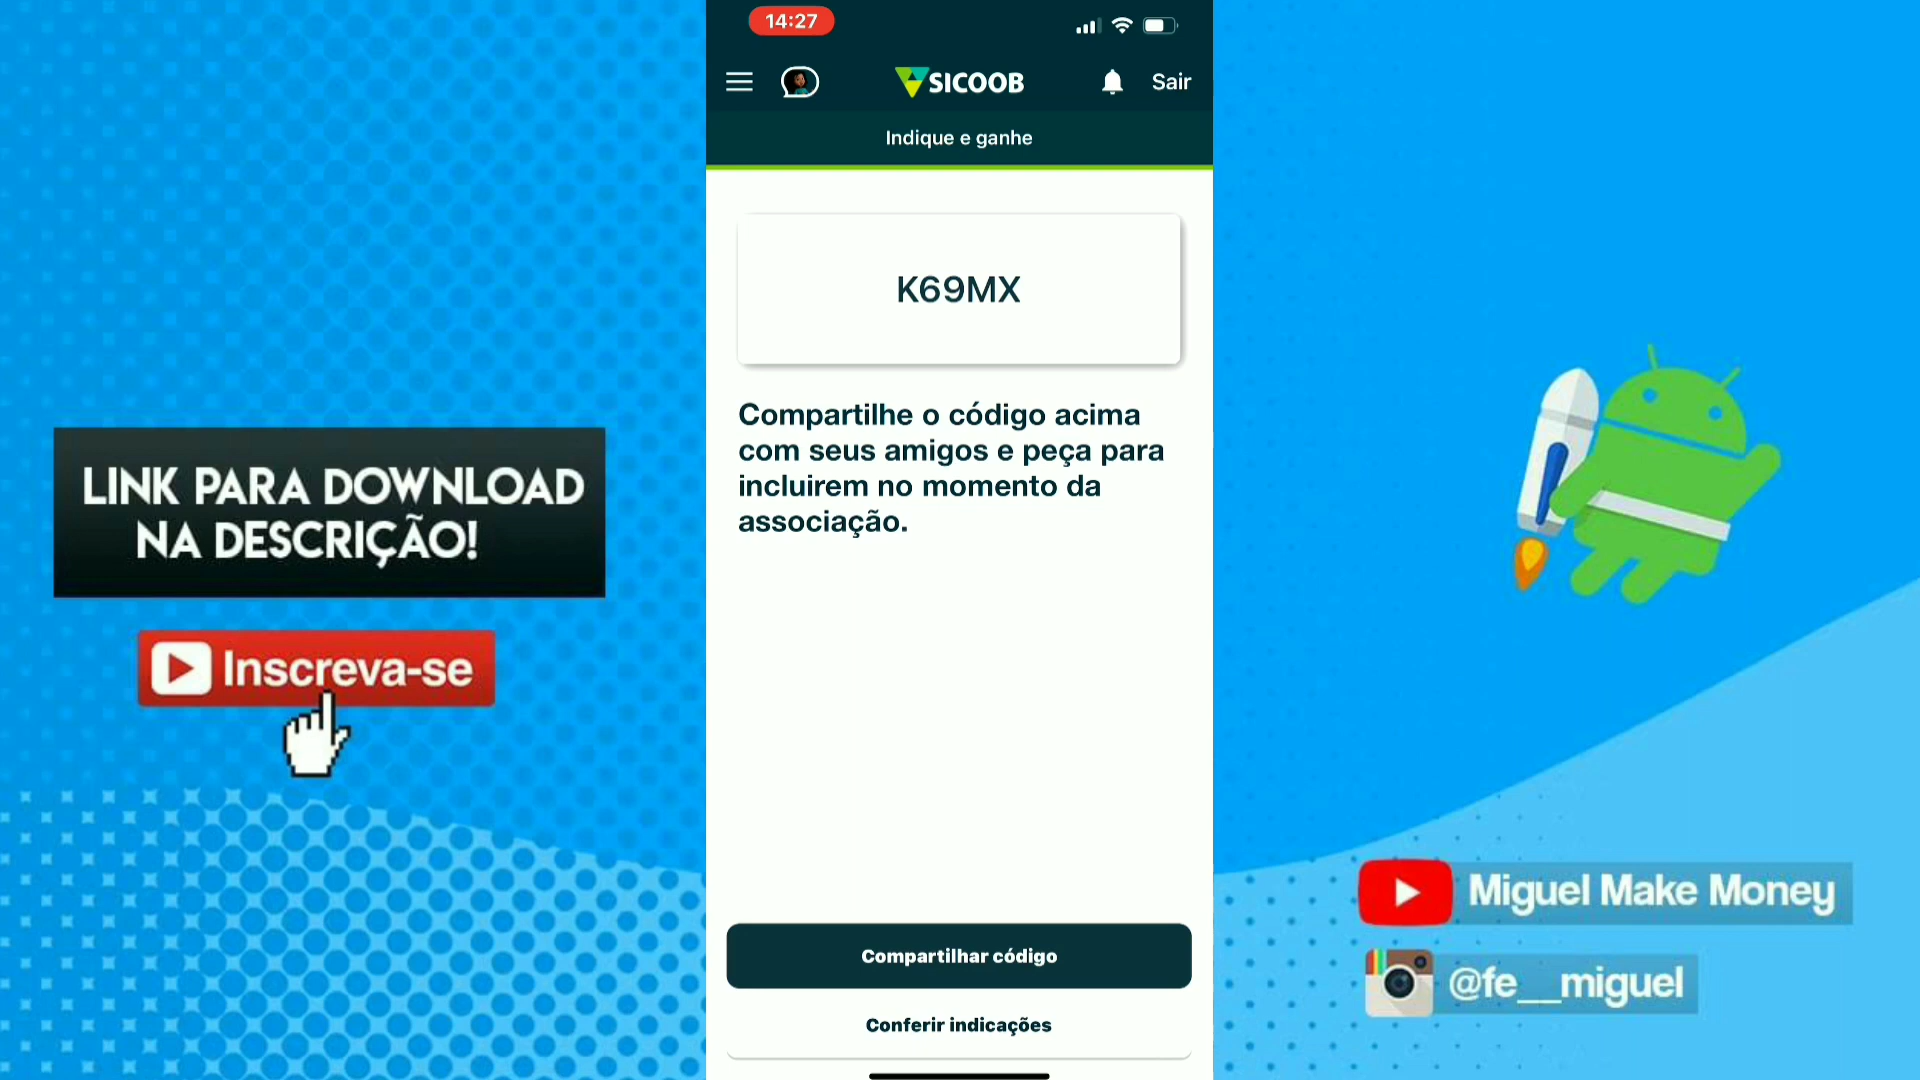 14:27
SICOOB
Sair
Indique e ganhe
K69MX
Compartilhe o código acima
com seus amigos e peça para
incluirem no momento da
associação.
Compartilhar código
Conferir indicações
LINK PARA DOWNLOAD
NA DESCRIÇÃO!
Inscreva-se
Miguel Make Money
@fe__miguel